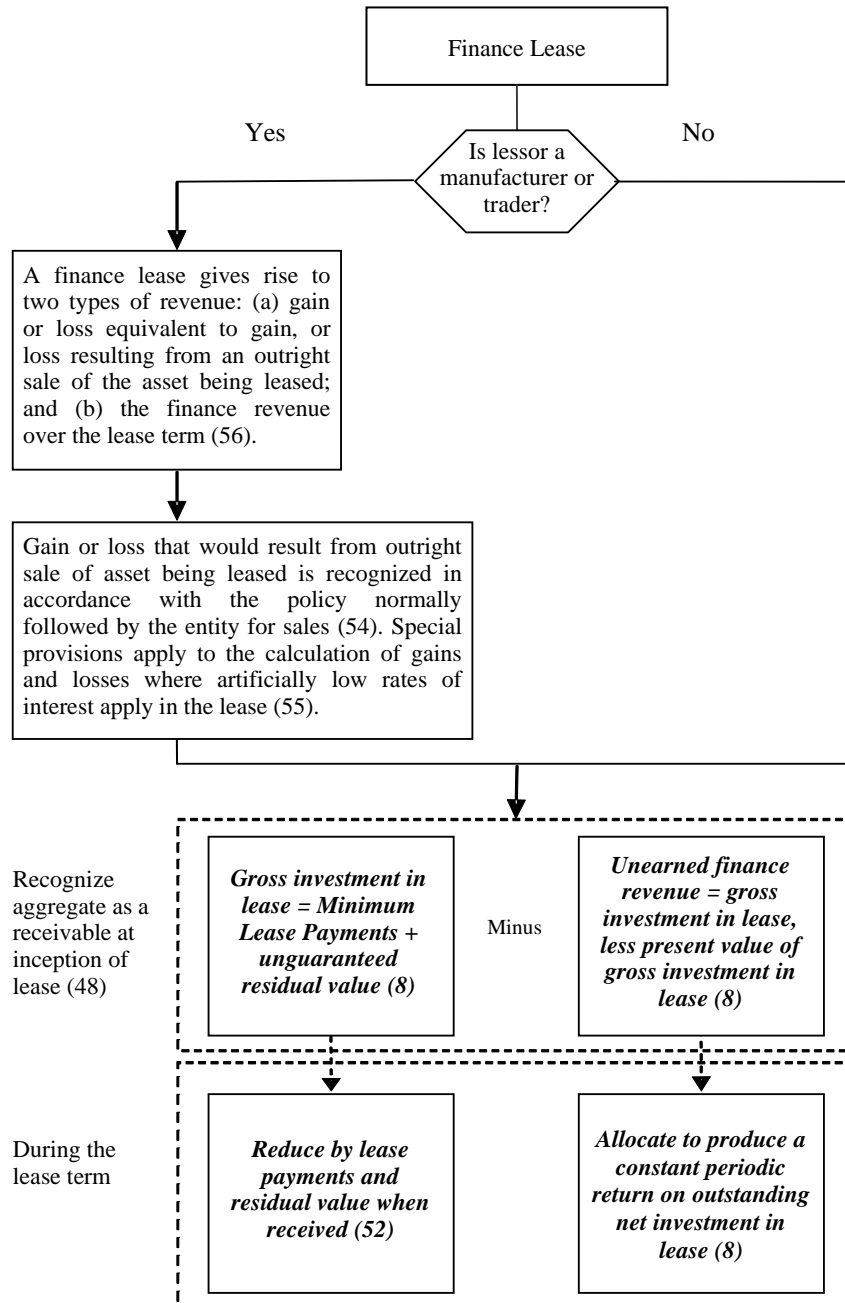 Finance Lease
Yes
No
Is lessor a
manufacturer or
trader?
A finance lease gives rise to
two types of revenue: (a) gain
or loss equivalent to gain, or
loss resulting from an outright
sale of the asset being leased;
and (b) the finance revenue
over the lease term (56).
Gain or loss that would result from outright
sale of asset being leased is recognized in
accordance with the policy normally
followed by the entity for sales (54). Special
provisions apply to the calculation of gains
and losses where artificially low rates of
interest apply in the lease (55).
Recognize
aggregate as a
receivable at
inception of
lease (48)
Gross investment in
lease = Minimum
Lease Payments +
unguaranteed
residual value (8)
Minus
Unearned finance
revenue = gross
investment in lease,
less present value of
gross investment in
lease (8)
During the
lease term
Reduce by lease
payments and
residual value when
received (52)
Allocate to produce a
constant periodic
return on outstanding
net investment in
lease (8)